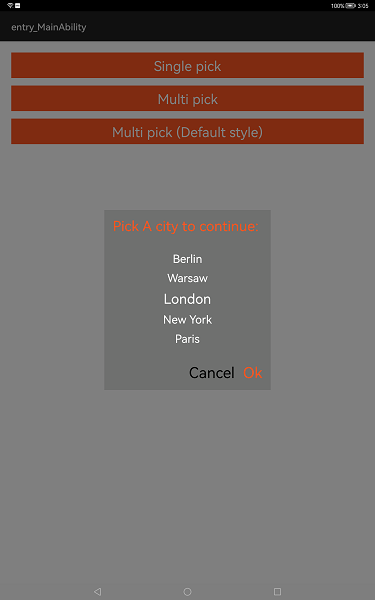 100% 3:05
entry_MainAbility
Single pick
Multi pick
Multi pick (Default style)
Pick A city to continue:
Berlin
Warsaw
London
New York
Paris
Cancel Ok